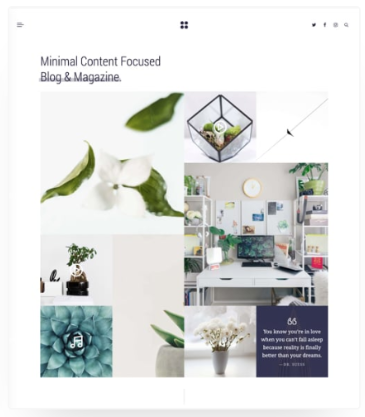 Minimal Content Focused
Blog & Magazine.
You know you're in love
when you can't fall asleep
because reality is finally
better than your dreams.
— DR. SEUSS